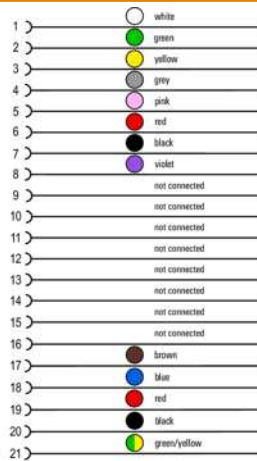 white
1
green
2
yellow
3
grey
4
pink
5
red
6
black
7
violet
8
not connected
9
not connected
10
not connected
11
not connected
12
not connected
13
not connected
14
not connected
15
not connected
16
brown
17
blue
18
red
19
black
20
green/yellow
21